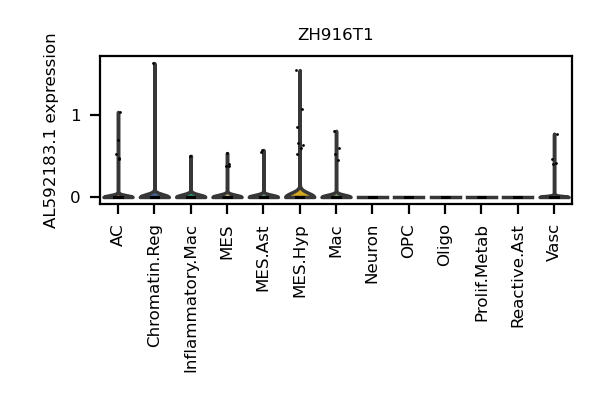 ZH916T1
AL592183.1 expression
1
0
AC
Chromatin.Reg
Inflammatory.Mac
MES
MES.Ast
MES.Hyp
Mac
Neuron
OPC
Oligo
Prolif.Metab
Reactive.Ast
Vasc